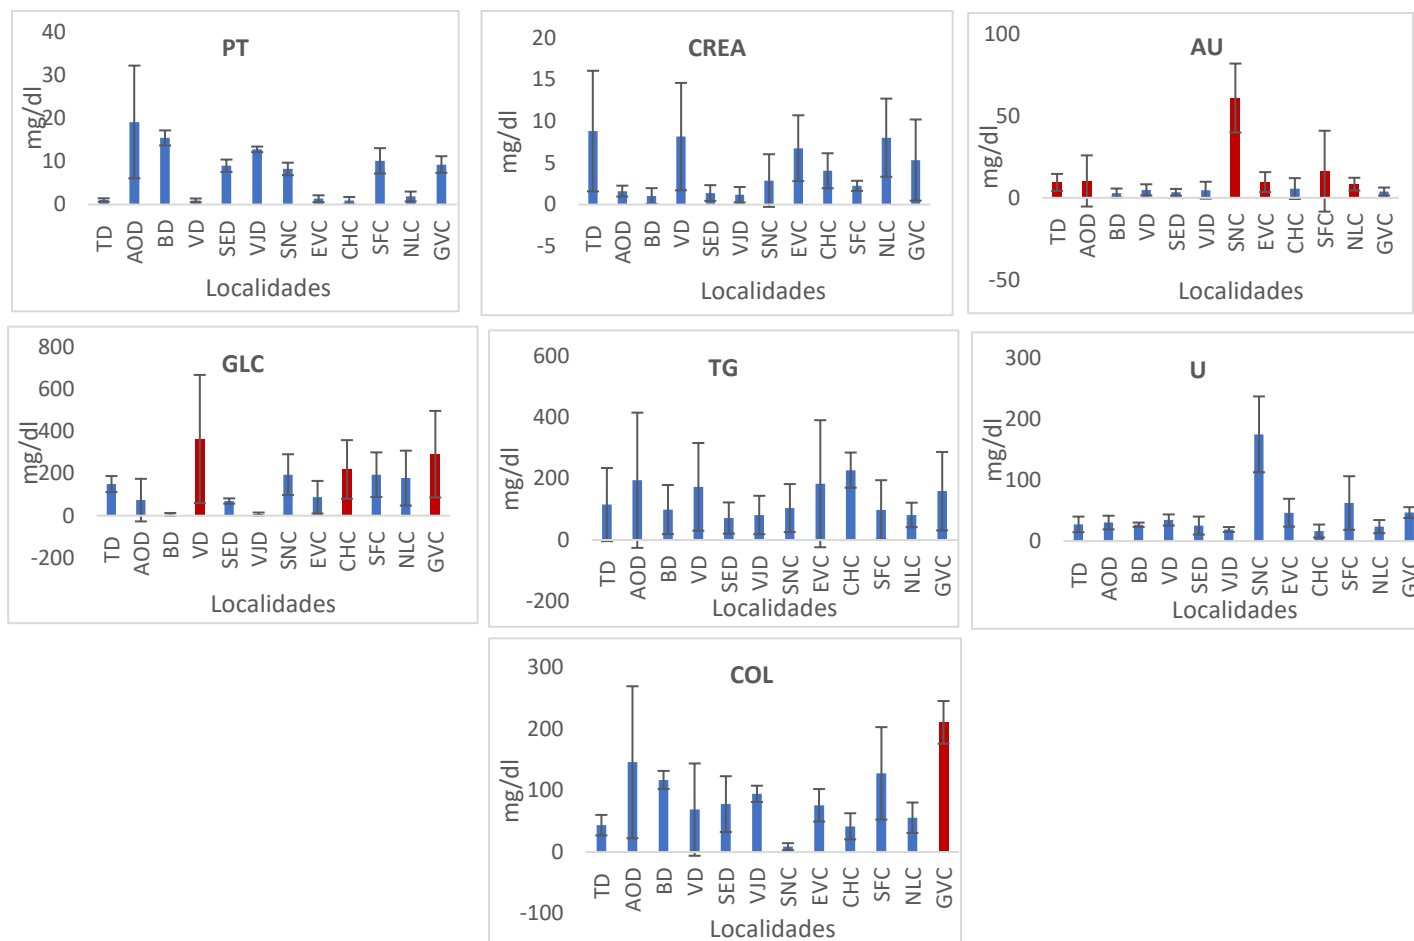 PT
mg/dl
40
30
20
10
0
TD AOD BD VD SED VJD SNC EVC CHC SFC NLC GVC
Localidades
CREA
mg/dl
20
15
10
5
0
-5
TD AOD BD VD SED VJD SNC EVC CHC SFC NLC GVC
Localidades
AU
mg/dl
100
50
0
-50
TD AOD BD VD SED VJD SNC EVC CHC SFC NLC GVC
Localidades
GLC
mg/dl
800
600
400
200
0
-200
TD AOD BD VD SED VJD SNC EVC CHC SFC NLC GVC
Localidades
TG
mg/dl
600
400
200
0
-200
TD AOD BD VD SED VJD SNC EVC CHC SFC NLC GVC
Localidades
U
mg/dl
300
200
100
0
TD AOD BD VD SED VJD SNC EVC CHC SFC NLC GVC
Localidades
COL
mg/dl
300
200
100
0
-100
TD AOD BD VD SED VJD SNC EVC CHC SFC NLC GVC
Localidades